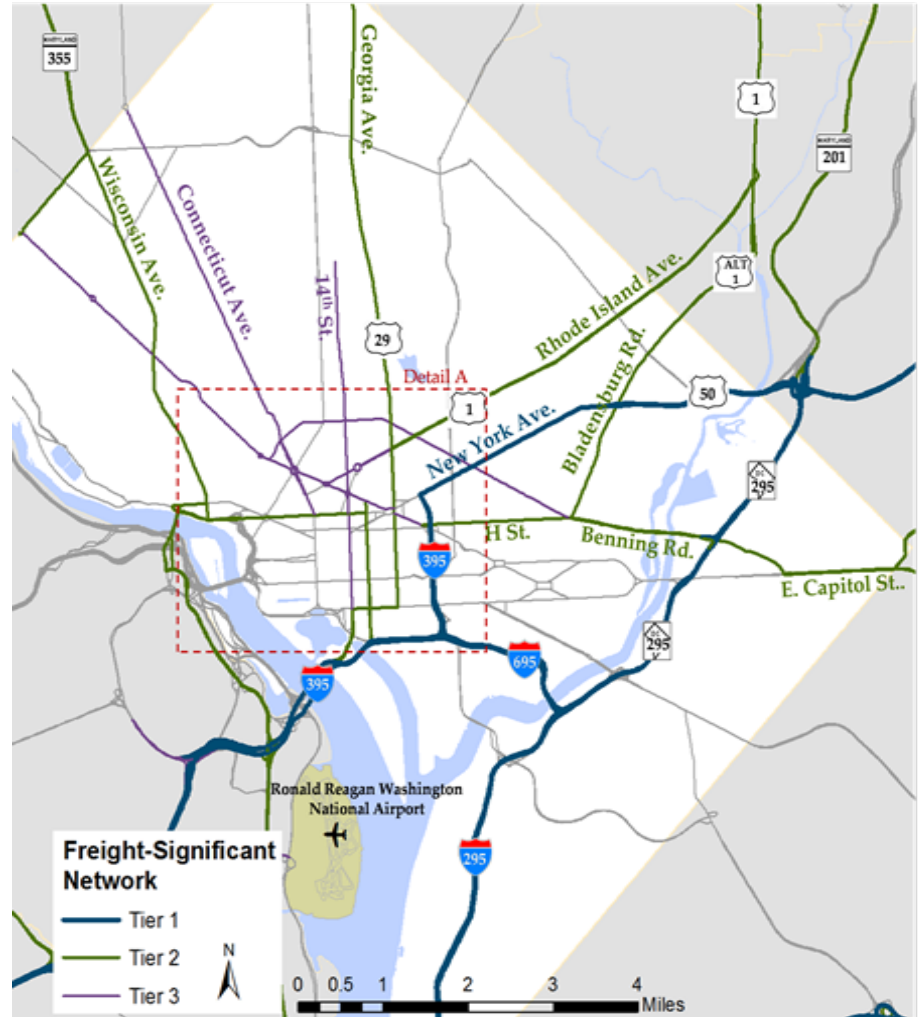 MARYLAND
355
Georgia Ave.
1
MARYLAND
201
Wisconsin Ave.
Connecticut Ave.
14th St.
29
ALT
1
Rhode Island Ave.
Bladensburg Rd.
Detail A
1
50
New York Ave.
DC
295
H St.
Benning Rd.
395
E. Capitol St..
DC
295
695
395
Ronald Reagan Washington
National Airport
295
Freight-Significant
Network
Tier 1
Tier 2
Tier 3
N
0 0.5 1 2 3 4
Miles